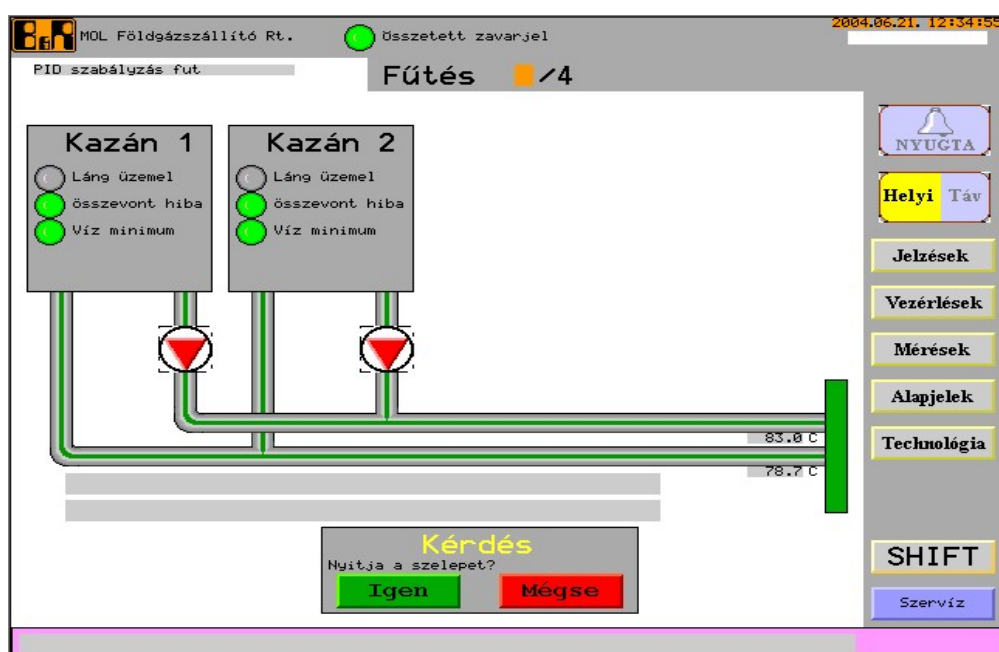 B&R MOL Földgázszállító Rt. Összetett zavarjel 2004.06.21. 12:34:55
PID szabályzás fut
Fűtés /4
Kazán 1
Láng üzemel
összevont hiba
Víz minimum
Kazán 2
Láng üzemel
összevont hiba
Víz minimum
83.0 C
78.7 C
Kérdés
Nyitja a szelepet?
Igen Mégse
NYUGTA
Helyi Táv
Jelzések
Vezérlések
Mérések
Alapjelek
Technológia
SHIFT
Szervíz